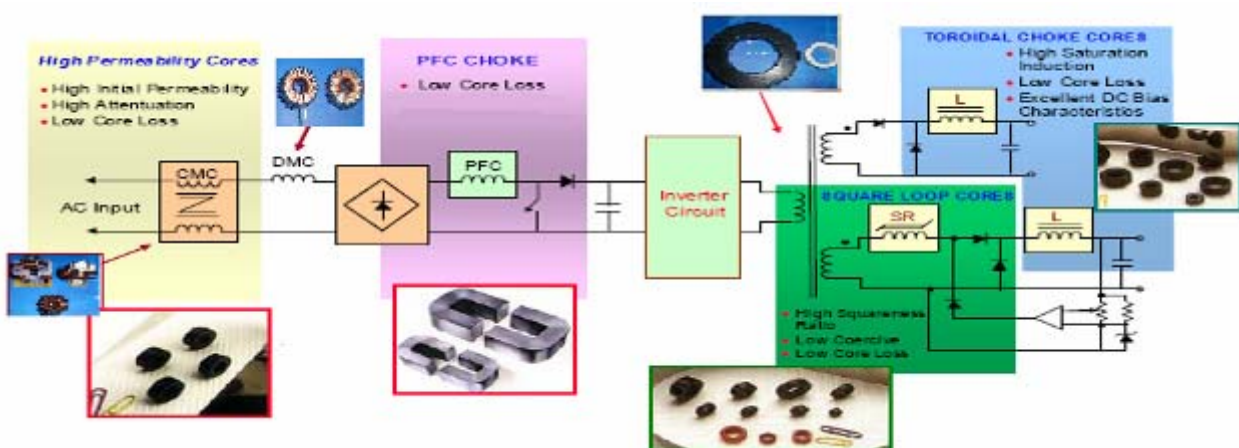 High Permeability Cores
High Initial Permeability
High Attentuation
Low Core Loss
PFC CHOKE
Low Core Loss
TOROIDAL CHOKE CORES
High Saturation
Induction
Low Core Loss
Excellent DC Bias
Characteristics
L
DMC
CMC
PFC
AC Input
Inverter
Circuit
SQUARE LOOP CORES
SR
L
High Squareness
Ratio
Low Coercive
Low Core Loss